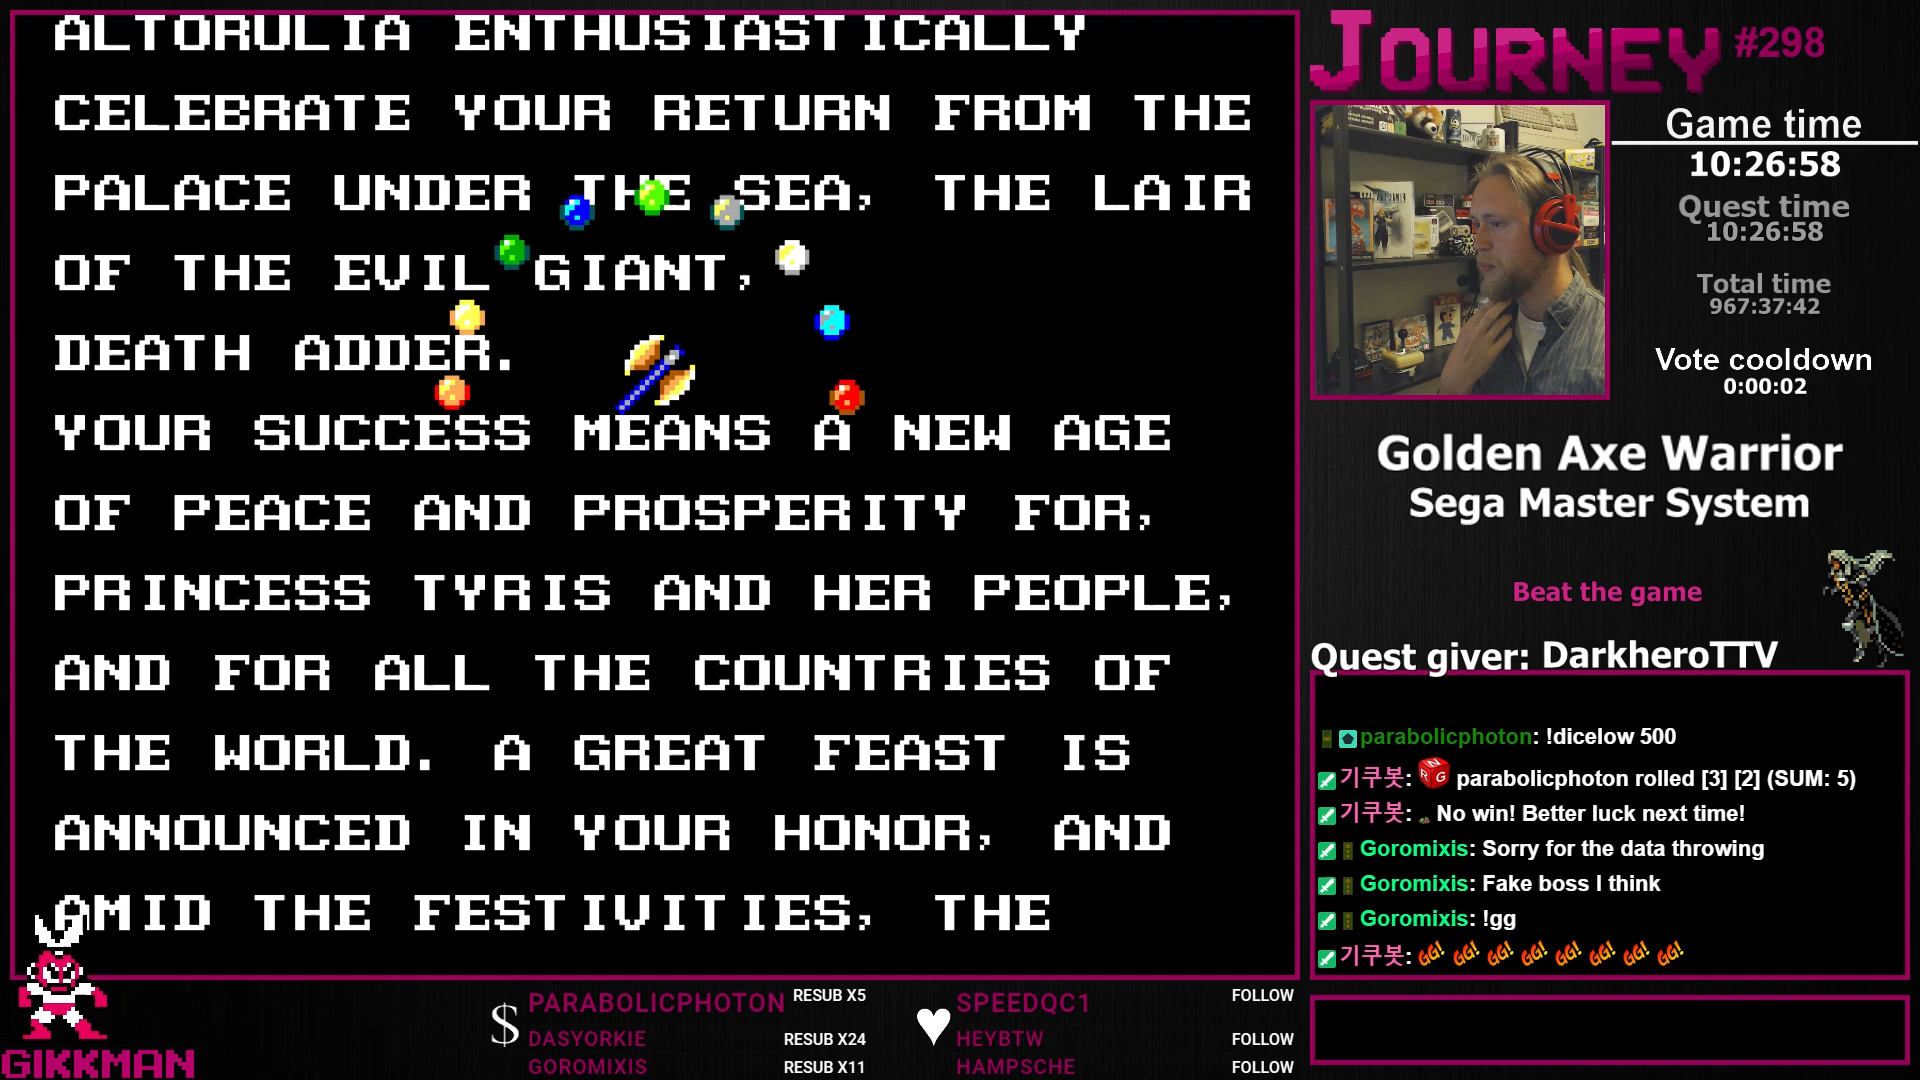 ALTORULIA ENTHUSIASTICALLY
CELEBRATE YOUR RETURN FROM THE
PALACE UNDER THE SEA, THE LAIR
OF THE EVIL GIANT,
DEATH ADDER.
YOUR SUCCESS MEANS A NEW AGE
OF PEACE AND PROSPERITY FOR,
PRINCESS TYRIS AND HER PEOPLE,
AND FOR ALL THE COUNTRIES OF
THE WORLD. A GREAT FEAST IS
ANNOUNCED IN YOUR HONOR, AND
AMID THE FESTIVITIES, THE
JOURNEY #298
Game time
10:26:58
Quest time
10:26:58
Total time
967:37:42
Vote cooldown
0:00:02
Golden Axe Warrior
Sega Master System
Beat the game
Quest giver: DarkheroTTV
parabolicphoton: !dicelow 500
기쿠봇: parabolicphoton rolled [3] [2] (SUM: 5)
기쿠봇: No win! Better luck next time!
Goromixis: Sorry for the data throwing
Goromixis: Fake boss I think
Goromixis: !gg
기쿠봇: GG! GG! GG! GG! GG! GG! GG! GG!
GIKKMAN
$ PARABOLICPHOTON RESUB X5
DASYORKIE RESUB X24
GOROMIXIS RESUB X11
SPEEDQC1 FOLLOW
HEYBTW FOLLOW
HAMPSCHE FOLLOW